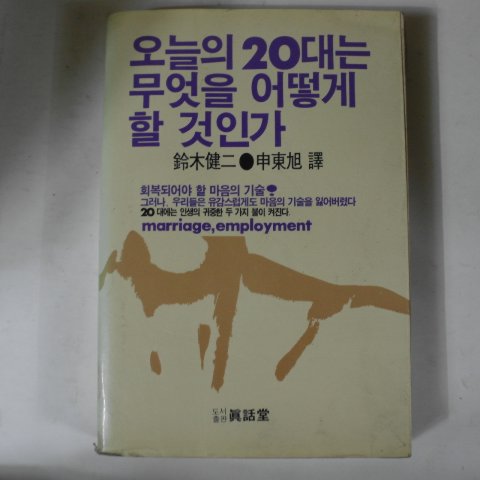 오늘의 20대는
무엇을 어떻게
할 것인가
鈴木健二●申東旭 譯
회복되어야 할 마음의 기술!
그러나, 우리들은 유감스럽게도 마음의 기술을 잃어버렸다
20대에는 인생의 귀중한 두 가지 불이 켜진다.
marriage,employment
도서출판 眞話堂